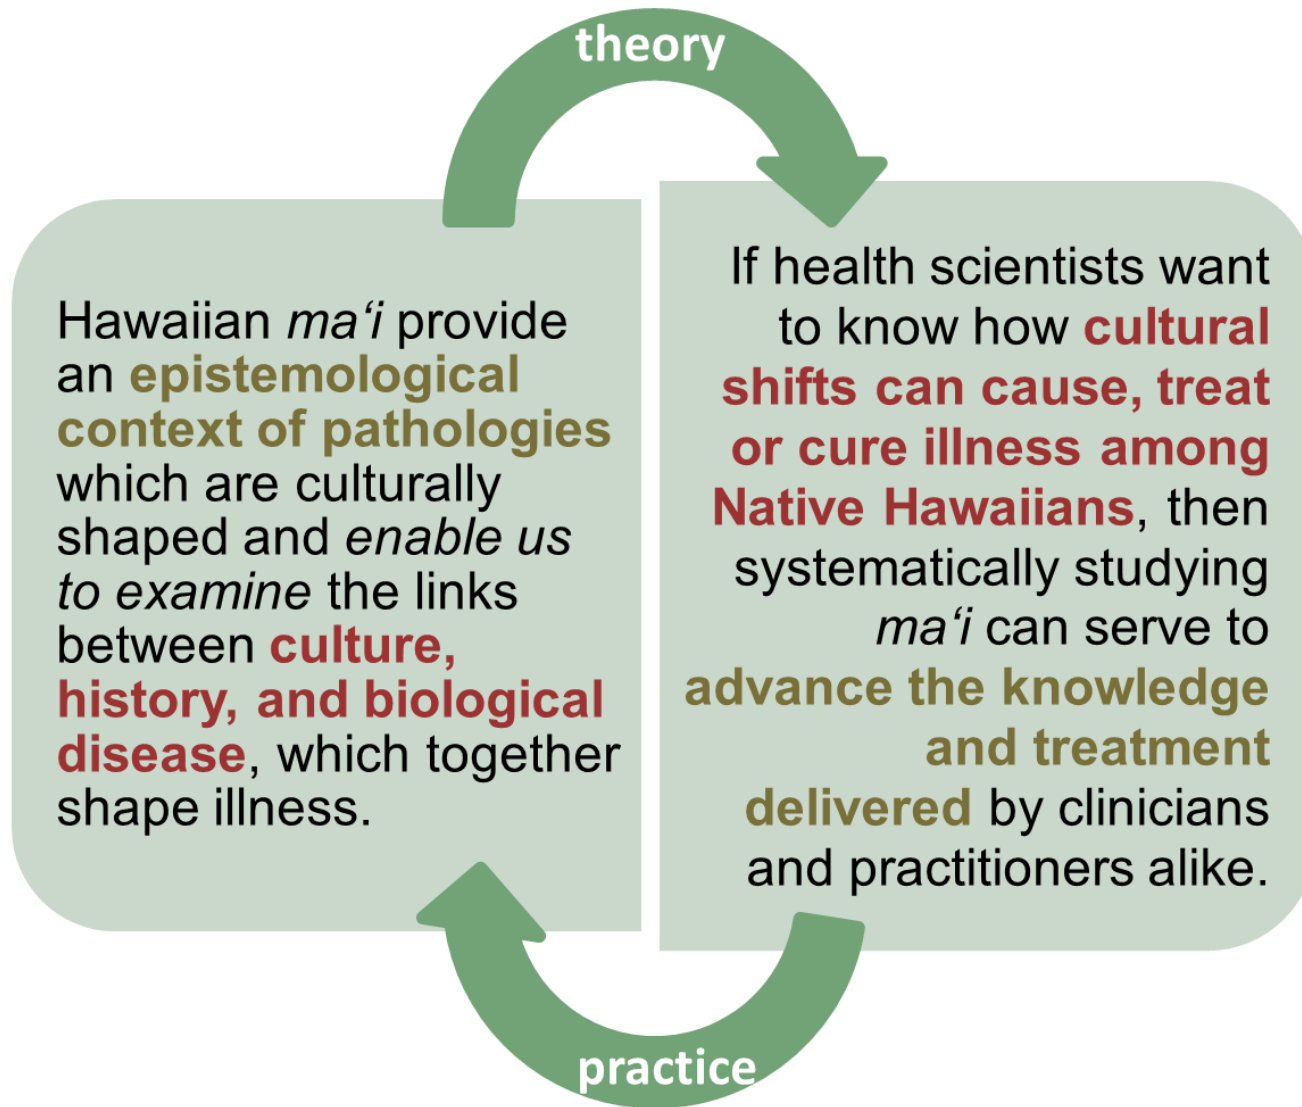 theory
Hawaiian ma‘i provide
an epistemological
context of pathologies
which are culturally
shaped and enable us
to examine the links
between culture,
history, and biological
disease, which together
shape illness.
If health scientists want
to know how cultural
shifts can cause, treat
or cure illness among
Native Hawaiians, then
systematically studying
ma‘i can serve to
advance the knowledge
and treatment
delivered by clinicians
and practitioners alike.
practice